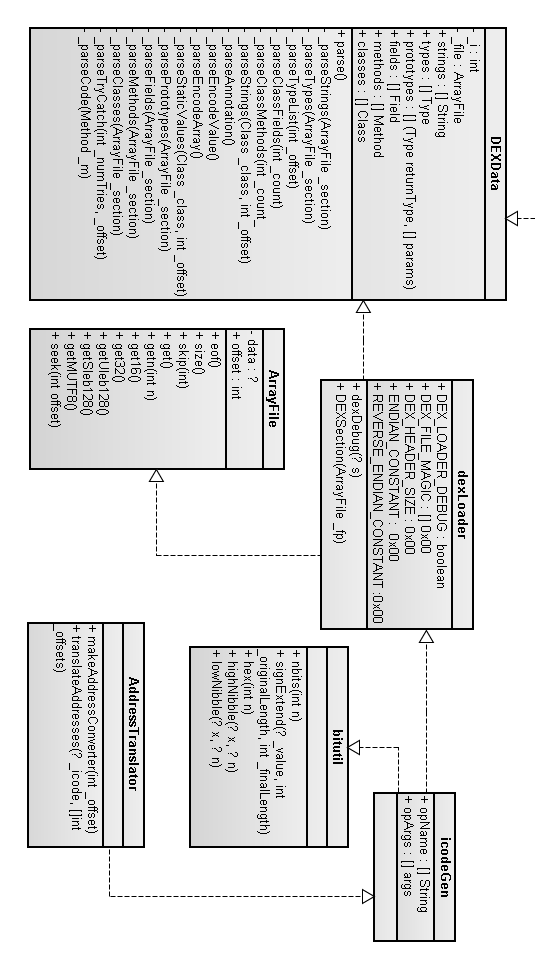 DEXData
_i : int
_file : ArrayFile
+ strings : [] String
+ types : [] Type
+ prototypes : [] (Type returnType, [] params)
+ fields : [] Field
+ methods : [] Method
+ classes : [] Class
+ parse()
- _parseStrings(ArrayFile _section)
- _parseTypes(ArrayFile _section)
- _parseTypeList(int _offset)
- _parseClassFields(int _count)
- _parseClassMethods(int _count_
- _parseStrings(Class _class, int _offset)
- _parseAnnotation()
- _parseEncodeValue()
- _parseEncodeArray()
- _parseStaticValues(Class _class, int _offset)
- _parsePrototypes(ArrayFile _section)
- _parseFields(ArrayFile _section)
- _parseMethods(ArrayFile _section)
- _parseClasses(ArrayFile _section)
- _parseTryCatch(int _numTries, _offset)
- _parseCode(Method _m)
dexLoader
+ DEX_LOADER_DEBUG : boolean
+ DEX_FILE_MAGIC : [] 0x00
+ DEX_HEADER_SIZE : 0x00
+ ENDIAN_CONSTANT : 0x00
REVERSE_ENDIAN_CONSTANT :0x00
+ dexDebug(? s)
+ DEXSection(ArrayFile _fp)
ArrayFile
- data : ?
+ offset : int
+ eof()
+ size()
+ skip(int)
+ get()
+ getn(int n)
+ get16()
+ get32()
+ getUleb128()
+ getSleb128()
+ getMUTF8()
+ seek(int offset)
icodeGen
+ opName : [] String
+ opArgs : [] args
bitutil
+ nbits(int n)
+ signExtend(? _value, int
_originalLength, int _finalLength)
+ hex(int n)
+ highNibble(? x, ? n)
+ lowNibble(? x, ? n)
AddressTranslator
+ makeAddressConverter(int _offset)
+ translateAddresses(? _icode, []int
_offsets)